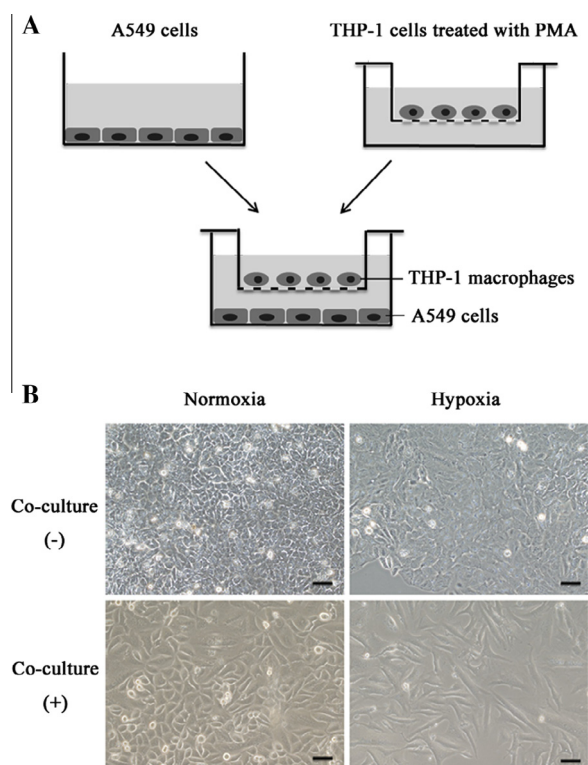 A
A549 cells
THP-1 cells treated with PMA
THP-1 macrophages
A549 cells
B
Normoxia
Hypoxia
Co-culture
(-)
Co-culture
(+)